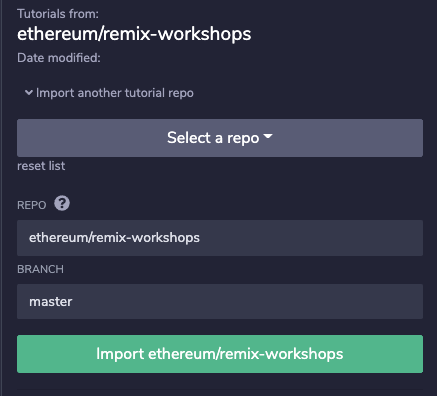 Tutorials from:
ethereum/remix-workshops
Date modified:
Import another tutorial repo
Select a repo
reset list
REPO ?
ethereum/remix-workshops
BRANCH
master
Import ethereum/remix-workshops